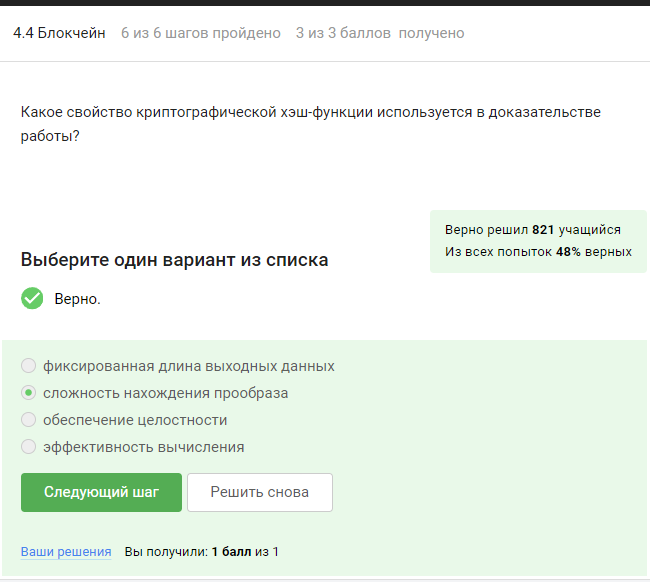 4.4 Блокчейн 6 из 6 шагов пройдено 3 из 3 баллов получено
Какое свойство криптографической хэш-функции используется в доказательстве
работы?
Верно решил 821 учащийся
Из всех попыток 48% верных
Выберите один вариант из списка
Верно.
фиксированная длина выходных данных
сложность нахождения прообраза
обеспечение целостности
эффективность вычисления
Следующий шаг Решить снова
Ваши решения Вы получили: 1 балл из 1